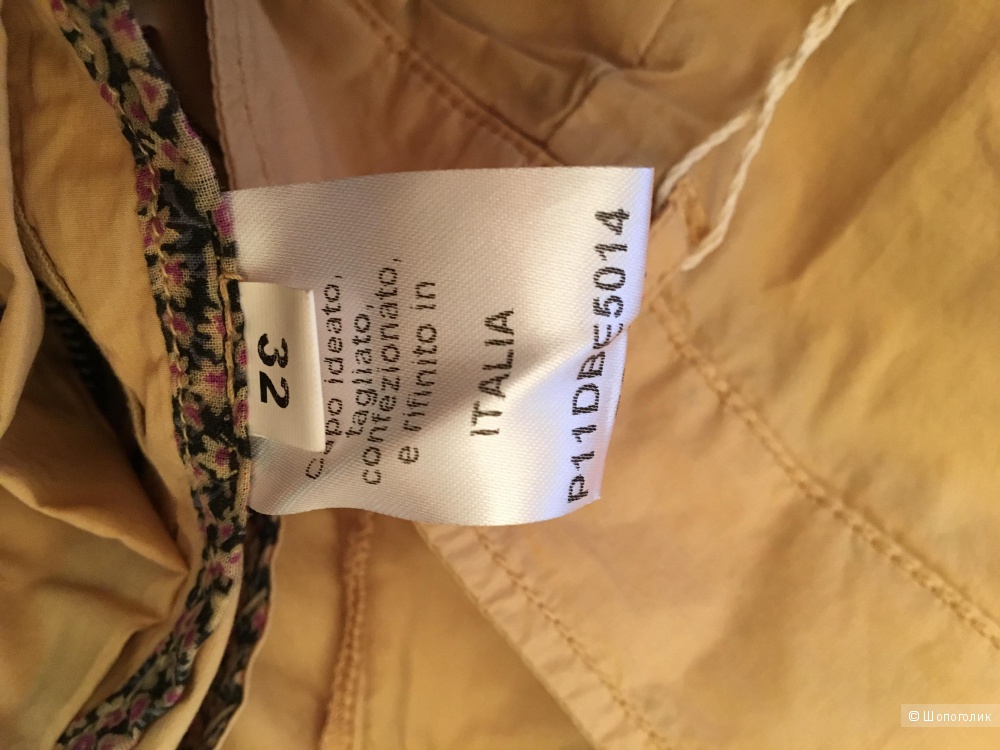 32
Capo ideato,
tagliato,
confezionato,
e rifinito in
ITALIA
P11DBE5014
© Шопоголик